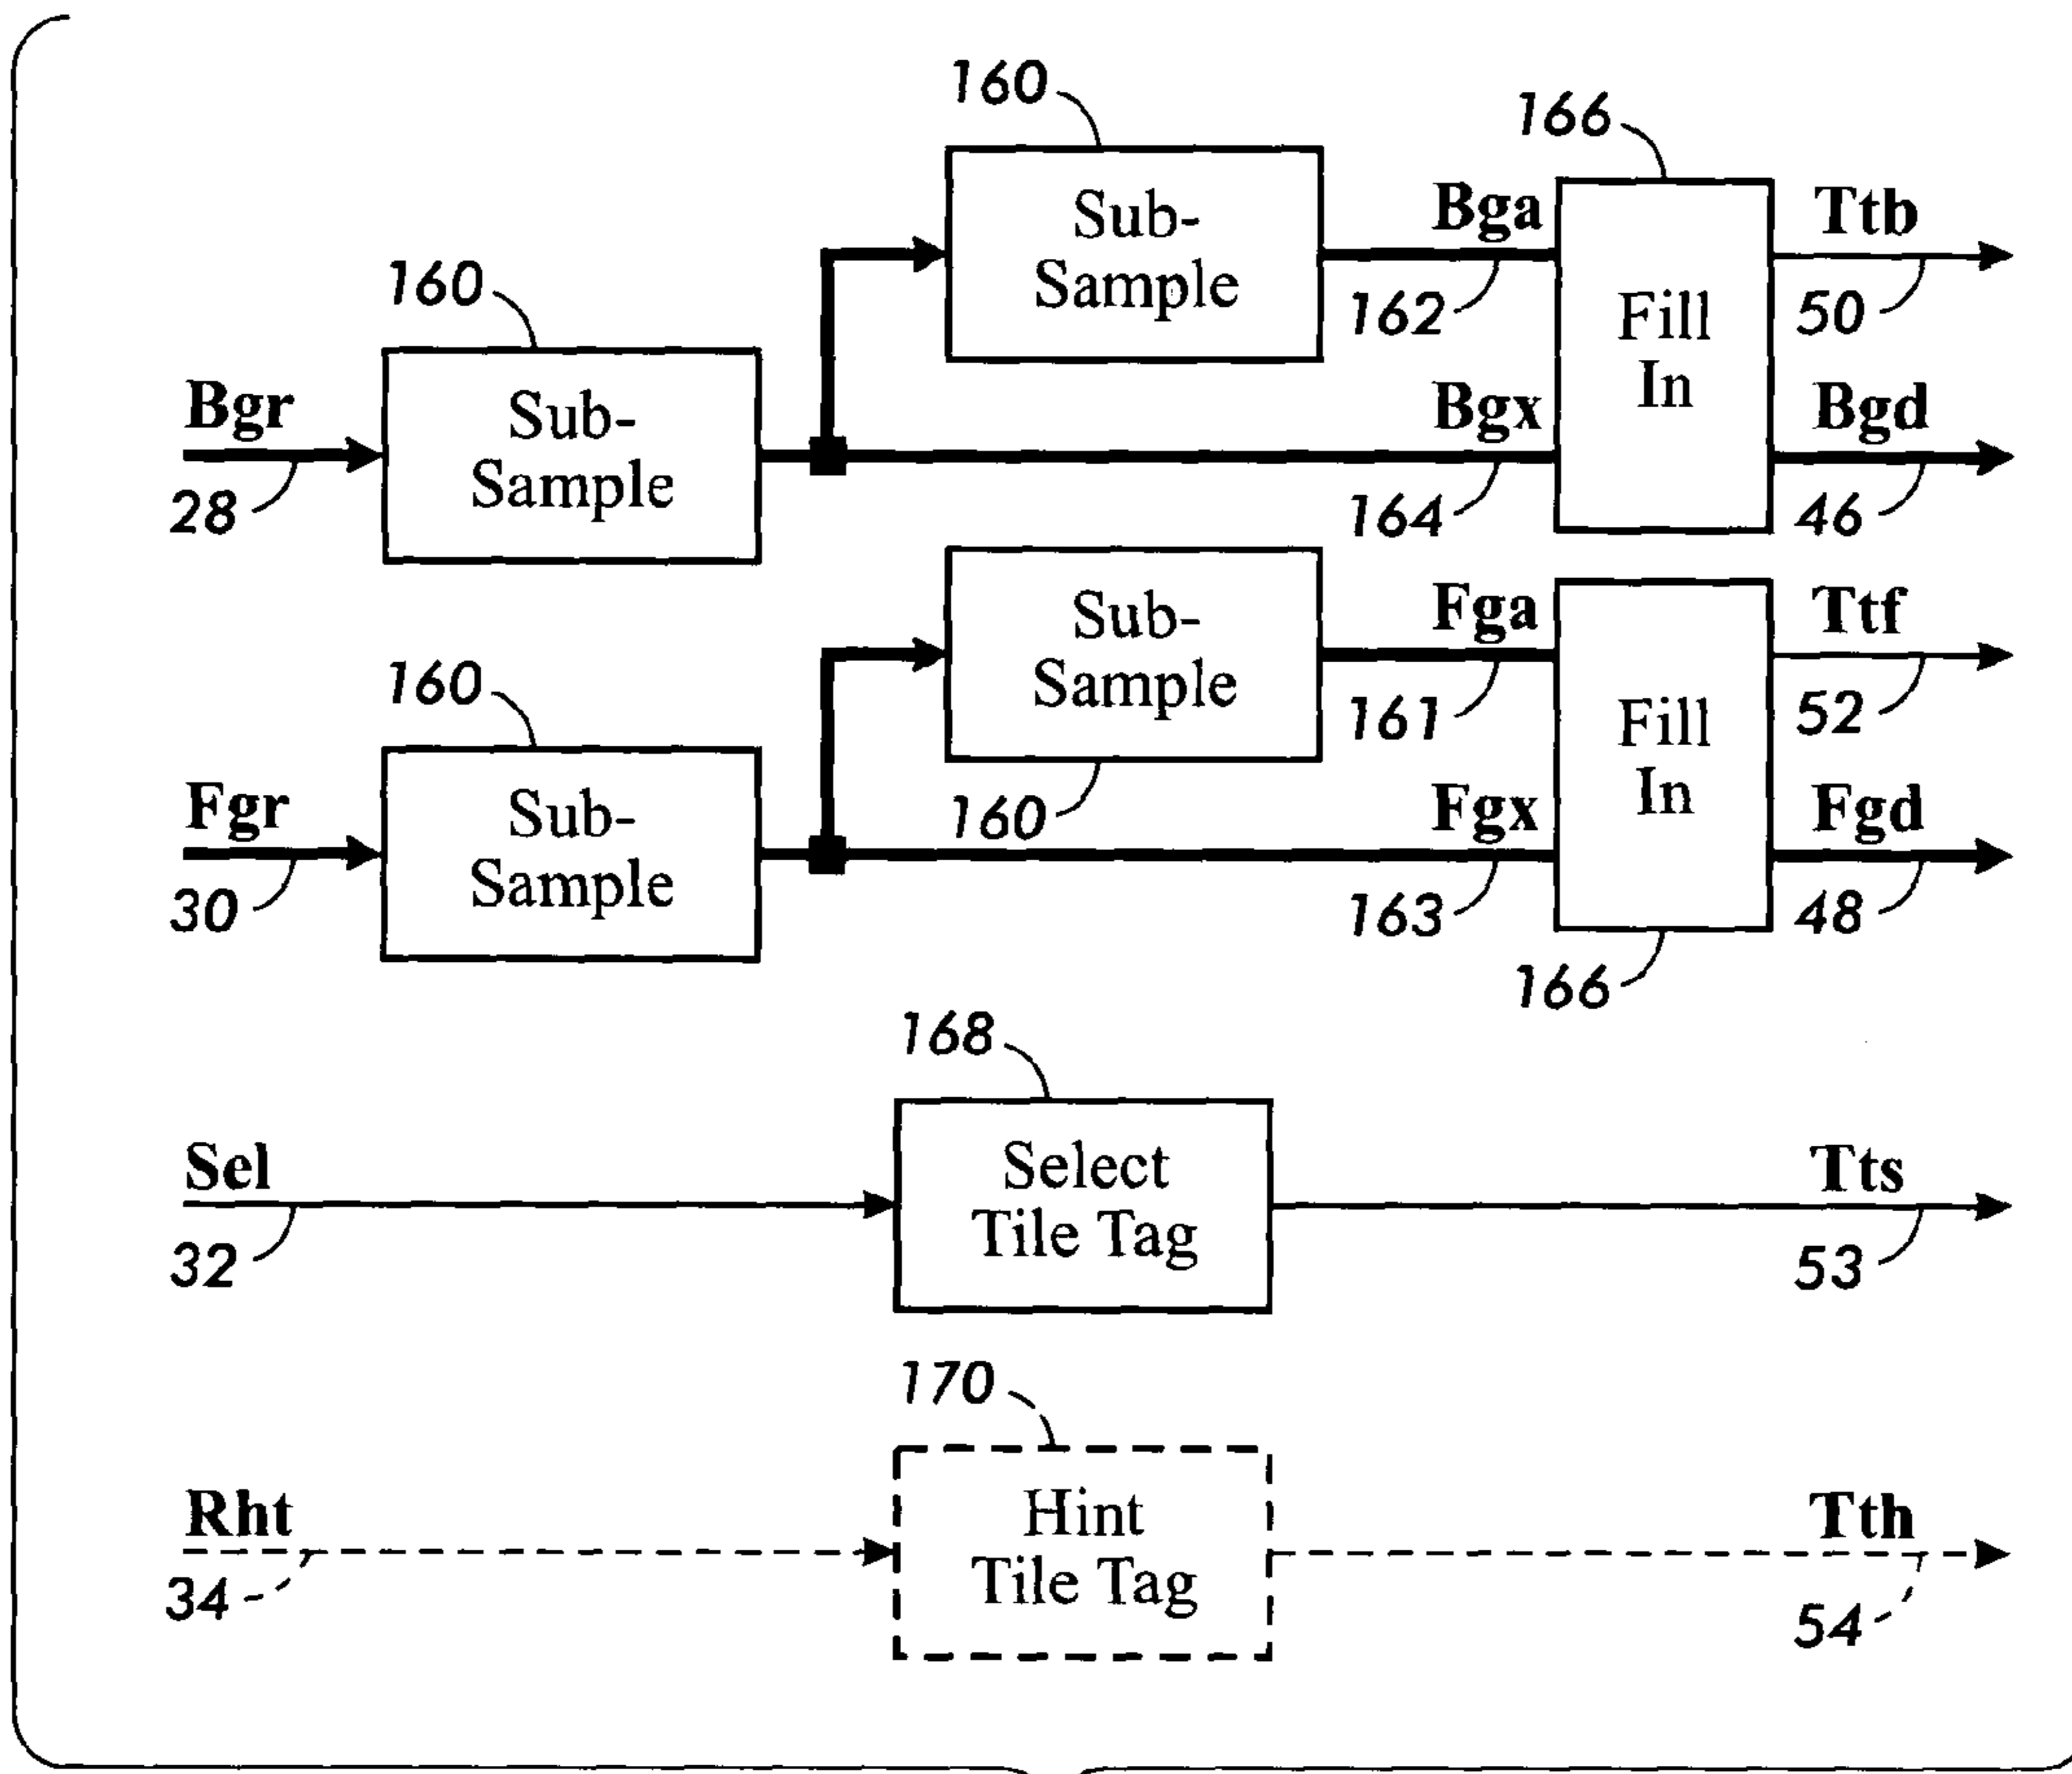 160
166
Sub-
Sample
Bga
162
Ttb
50
160
Fill
In
Bgr
28
Sub-
Sample
Bgx
164
Bgd
46
160
Sub-
Sample
160
Fga
161
Ttf
52
Fill
In
Fgr
30
Sub-
Sample
Fgx
163
Fgd
48
166
168
Sel
32
Select
Tile Tag
Tts
53
170
Rht
34
Hint
Tile Tag
Tth
54